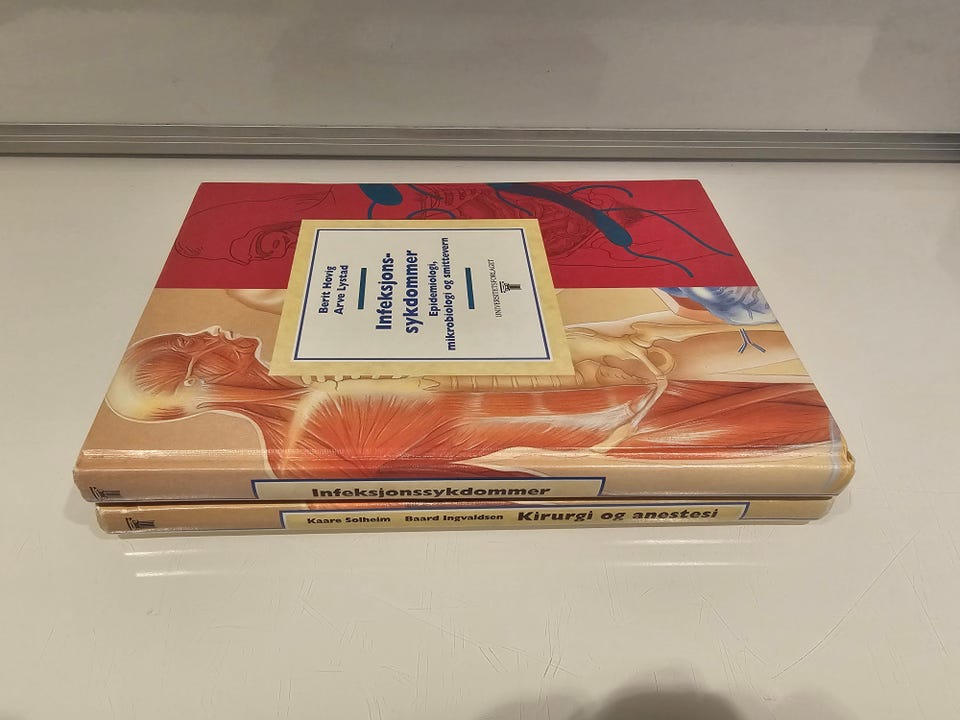 Berit Hovig
Arve Lystad
Infeksjons-
sykdommer
Epidemiologi,
mikrobiologi og smittevern
UNIVERSITETSFORLAGET
Infeksjonssykdommer
Kaare Solheim Baard Ingvaldsen Kirurgi og anestesi